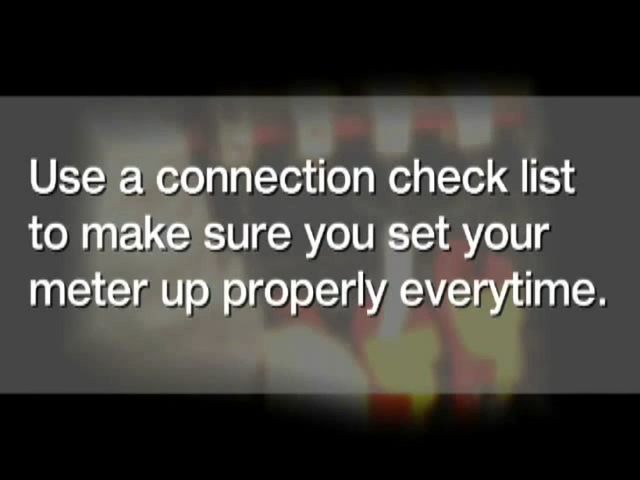 Use a connection check list
to make sure you set your
meter up properly everytime.